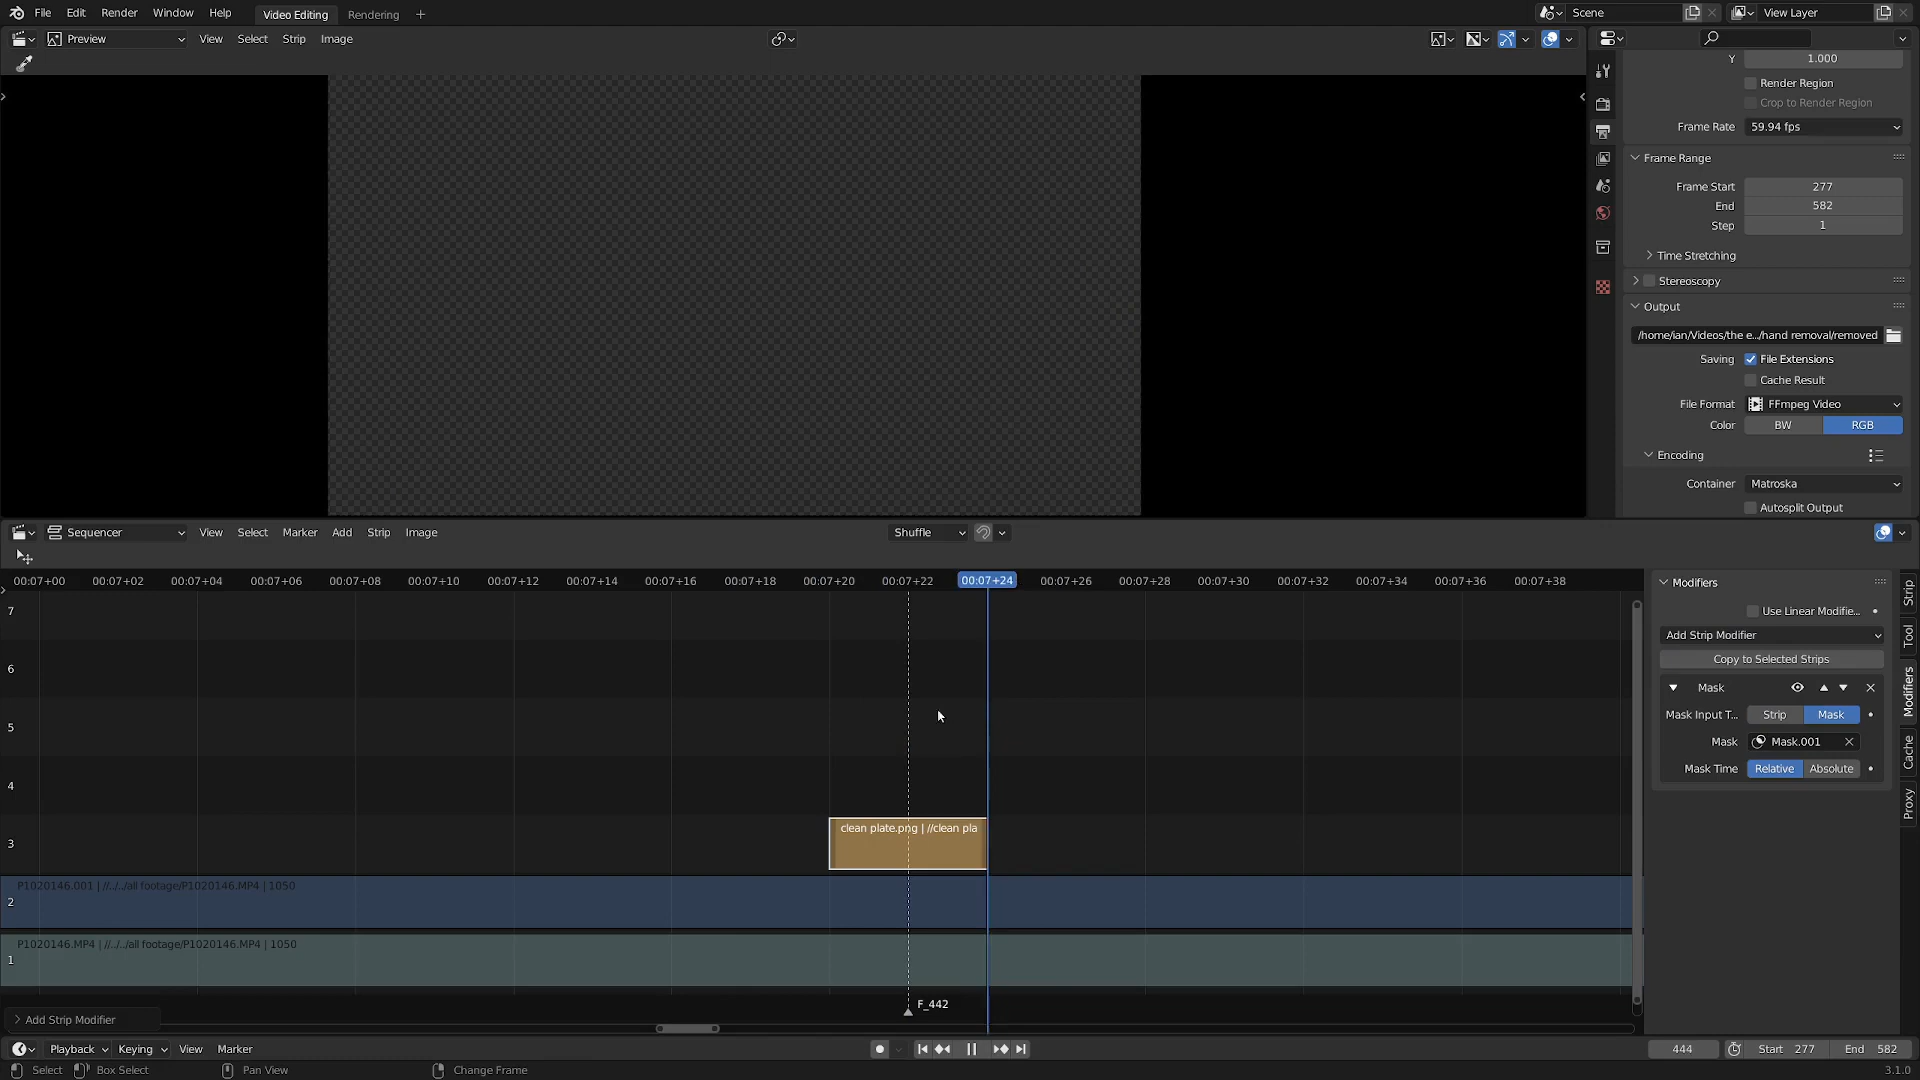 File Edit Render Window Help Video Editing Rendering + Scene View Layer
Preview View Select Strip Image
Y 1.000
Render Region
Crop to Render Region
Frame Rate 59.94 fps
Frame Range
Frame Start 277
End 582
Step 1
Time Stretching
Stereoscopy
Output
/home/ian/Videos/the e.../hand removal/removed
Saving File Extensions
Cache Result
File Format FFmpeg Video
Color BW RGB
Encoding
Container Matroska
Autosplit Output
Sequencer View Select Marker Add Strip Image Shuffle
00:07+00 00:07+02 00:07+04 00:07+06 00:07+08 00:07+10 00:07+12 00:07+14 00:07+16 00:07+18 00:07+20 00:07+22 00:07+24 00:07+26 00:07+28 00:07+30 00:07+32 00:07+34 00:07+36 00:07+38
7
6
5
4
3
clean plate.png | //clean pla
P1020146.001 | //../../all footage/P1020146.MP4 | 1050
2
P1020146.MP4 | //../../all footage/P1020146.MP4 | 1050
1
F_442
Add Strip Modifier
Modifiers
Use Linear Modifie...
Add Strip Modifier
Copy to Selected Strips
Mask
Mask Input T... Strip Mask
Mask Mask.001
Mask Time Relative Absolute
Strip
Tool
Modifiers
Cache
Proxy
Playback Keying View Marker 444 Start 277 End 582
Select Box Select Pan View Change Frame 3.1.0